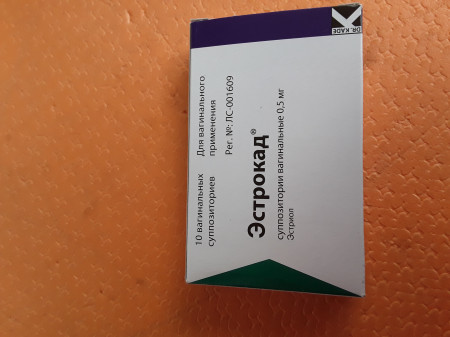 DR. KADE
10 вагинальных
суппозиториев
Для вагинального
применения
Рег. №: ЛС-001609
Эстрокад®
суппозитории вагинальные 0,5 мг
Эстриол